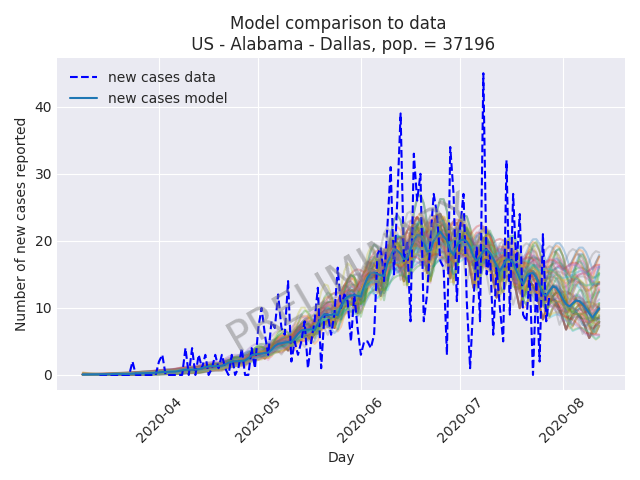 Model comparison to data
US - Alabama - Dallas, pop. = 37196
new cases data
new cases model
Number of new cases reported
40
30
20
10
0
2020-04
2020-05
2020-06
2020-07
2020-08
Day